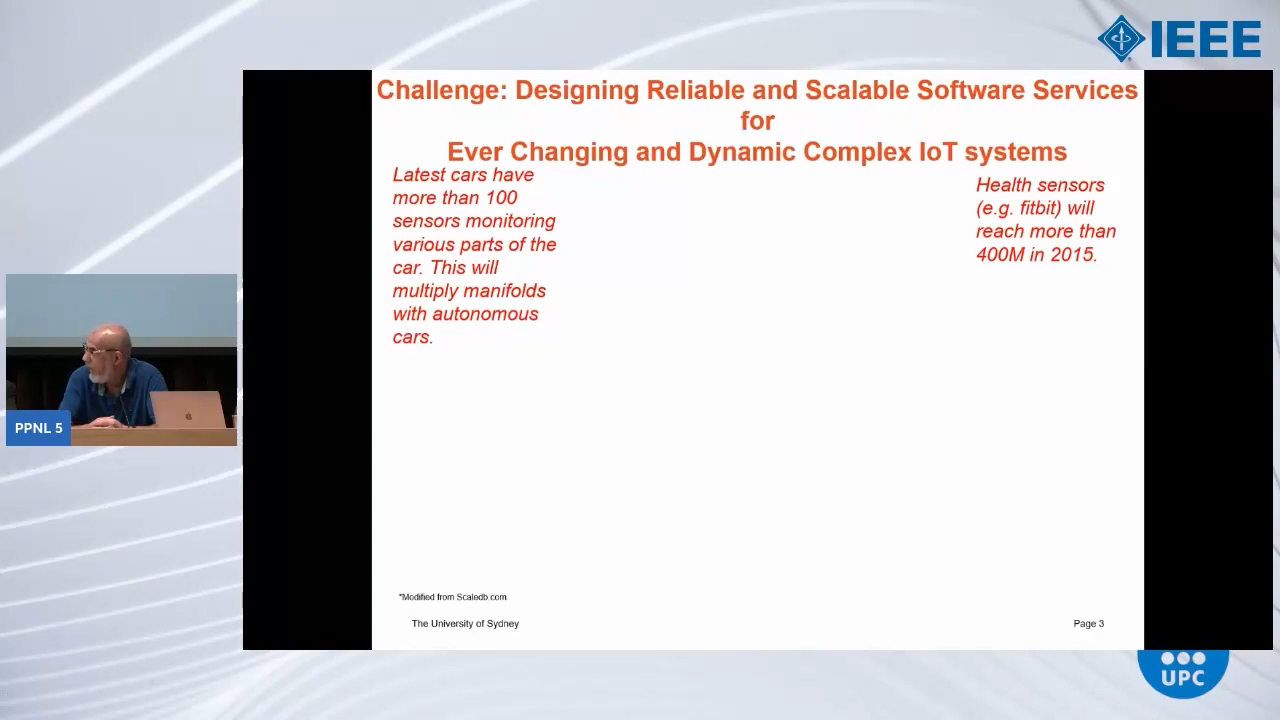 IEEE
Challenge: Designing Reliable and Scalable Software Services
for
Ever Changing and Dynamic Complex IoT systems
Latest cars have
more than 100
sensors monitoring
various parts of the
car. This will
multiply manifolds
with autonomous
cars.
Health sensors
(e.g. fitbit) will
reach more than
400M in 2015.
PPNL 5
*Modified from Scaledb.com
The University of Sydney
Page 3
UPC